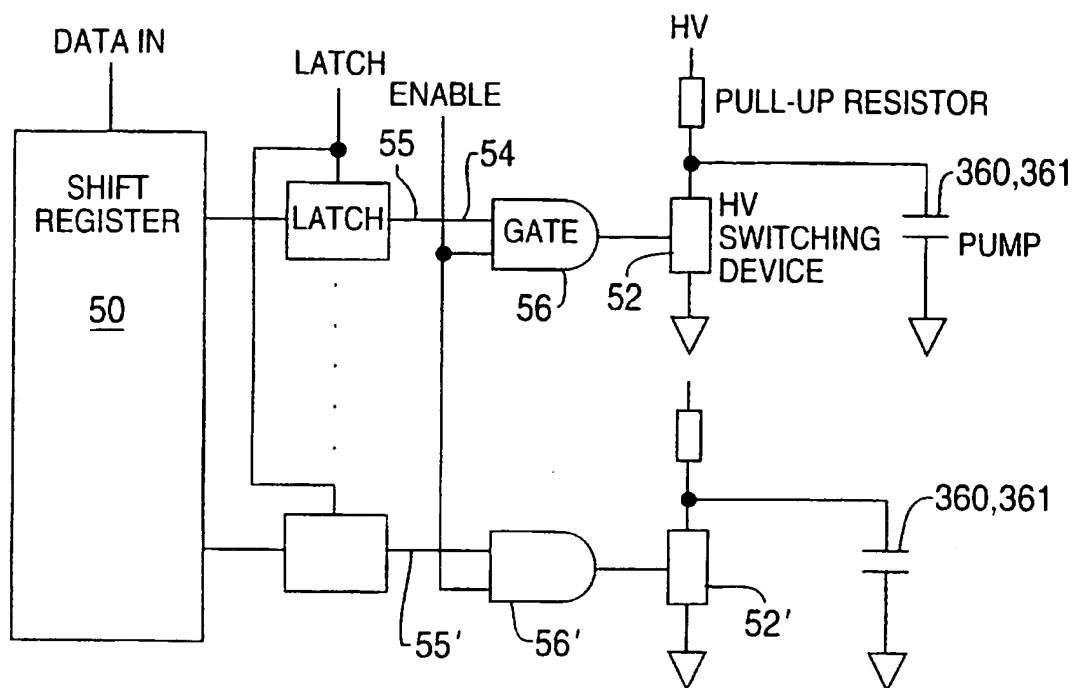 DATA IN
LATCH
ENABLE
HV
PULL-UP RESISTOR
SHIFT
REGISTER
50
LATCH
55
54
GATE
56
52
HV
SWITCHING
DEVICE
360,361
PUMP
55'
56'
52'
360,361